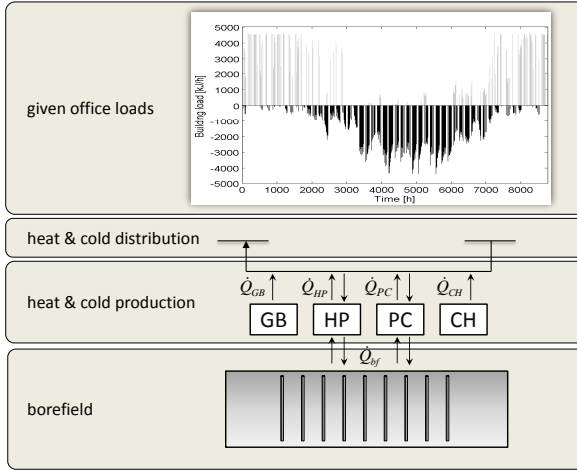 given office loads
Building load [kJ/h]
5000
4000
3000
2000
1000
0
-1000
-2000
-3000
-4000
-5000
0 1000 2000 3000 4000 5000 6000 7000 8000
Time [h]
heat & cold distribution
heat & cold production
Q̇GB Q̇HP Q̇PC Q̇CH
GB HP PC CH
Q̇bf
borefield